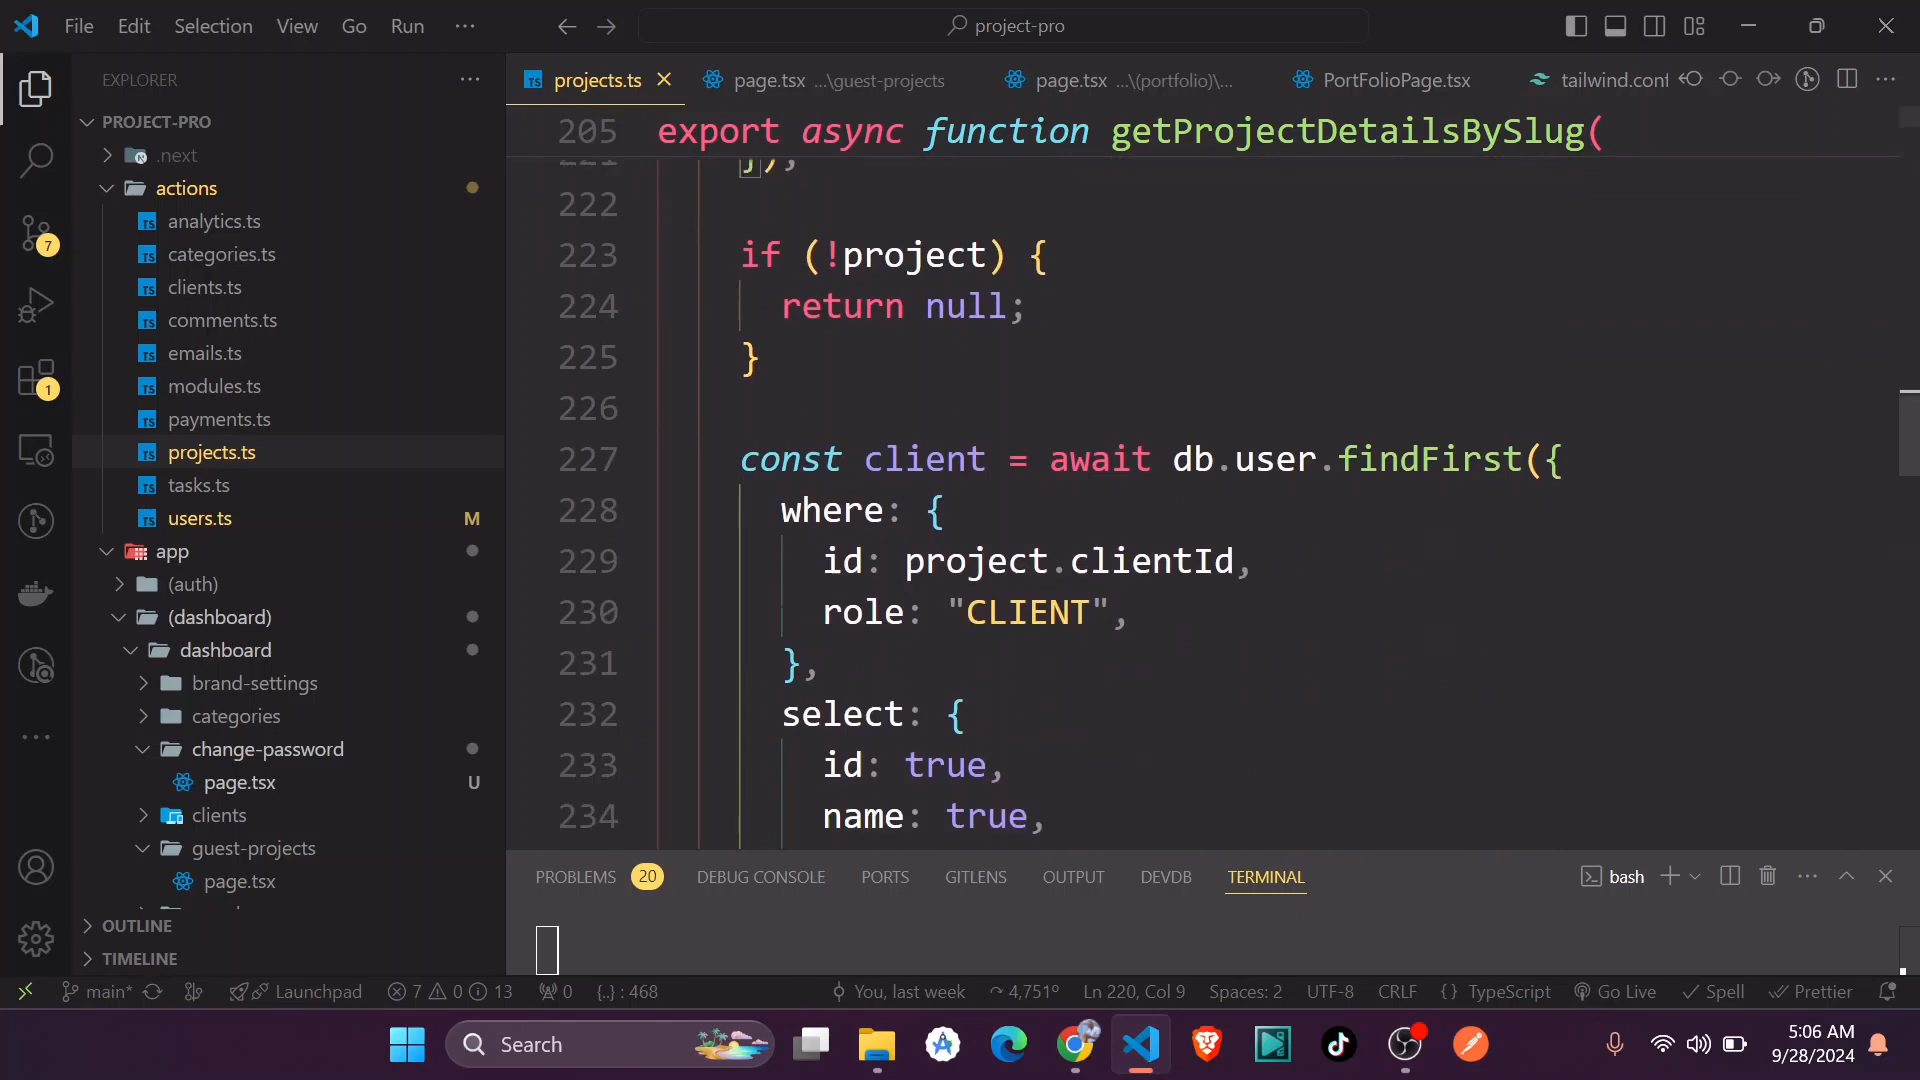 File Edit Selection View Go Run ··· project-pro
EXPLORER ···
projects.ts page.tsx ...\guest-projects page.tsx ...\(portfolio)\... PortFolioPage.tsx tailwind.conf
PROJECT-PRO
.next
actions
analytics.ts
categories.ts
clients.ts
comments.ts
emails.ts
modules.ts
payments.ts
projects.ts
tasks.ts
users.ts M
app
(auth)
(dashboard)
dashboard
brand-settings
categories
change-password
page.tsx U
clients
guest-projects
page.tsx
OUTLINE
TIMELINE
7
1
205 export async function getProjectDetailsBySlug(
221 });
222
223 if (!project) {
224 return null;
225 }
226
227 const client = await db.user.findFirst({
228 where: {
229 id: project.clientId,
230 role: "CLIENT",
231 },
232 select: {
233 id: true,
234 name: true,
PROBLEMS 20 DEBUG CONSOLE PORTS GITLENS OUTPUT DEVDB TERMINAL bash
main* Launchpad 7 0 13 0 {..} : 468 You, last week 4,751° Ln 220, Col 9 Spaces: 2 UTF-8 CRLF {} TypeScript Go Live Spell Prettier
Search
5:06 AM
9/28/2024